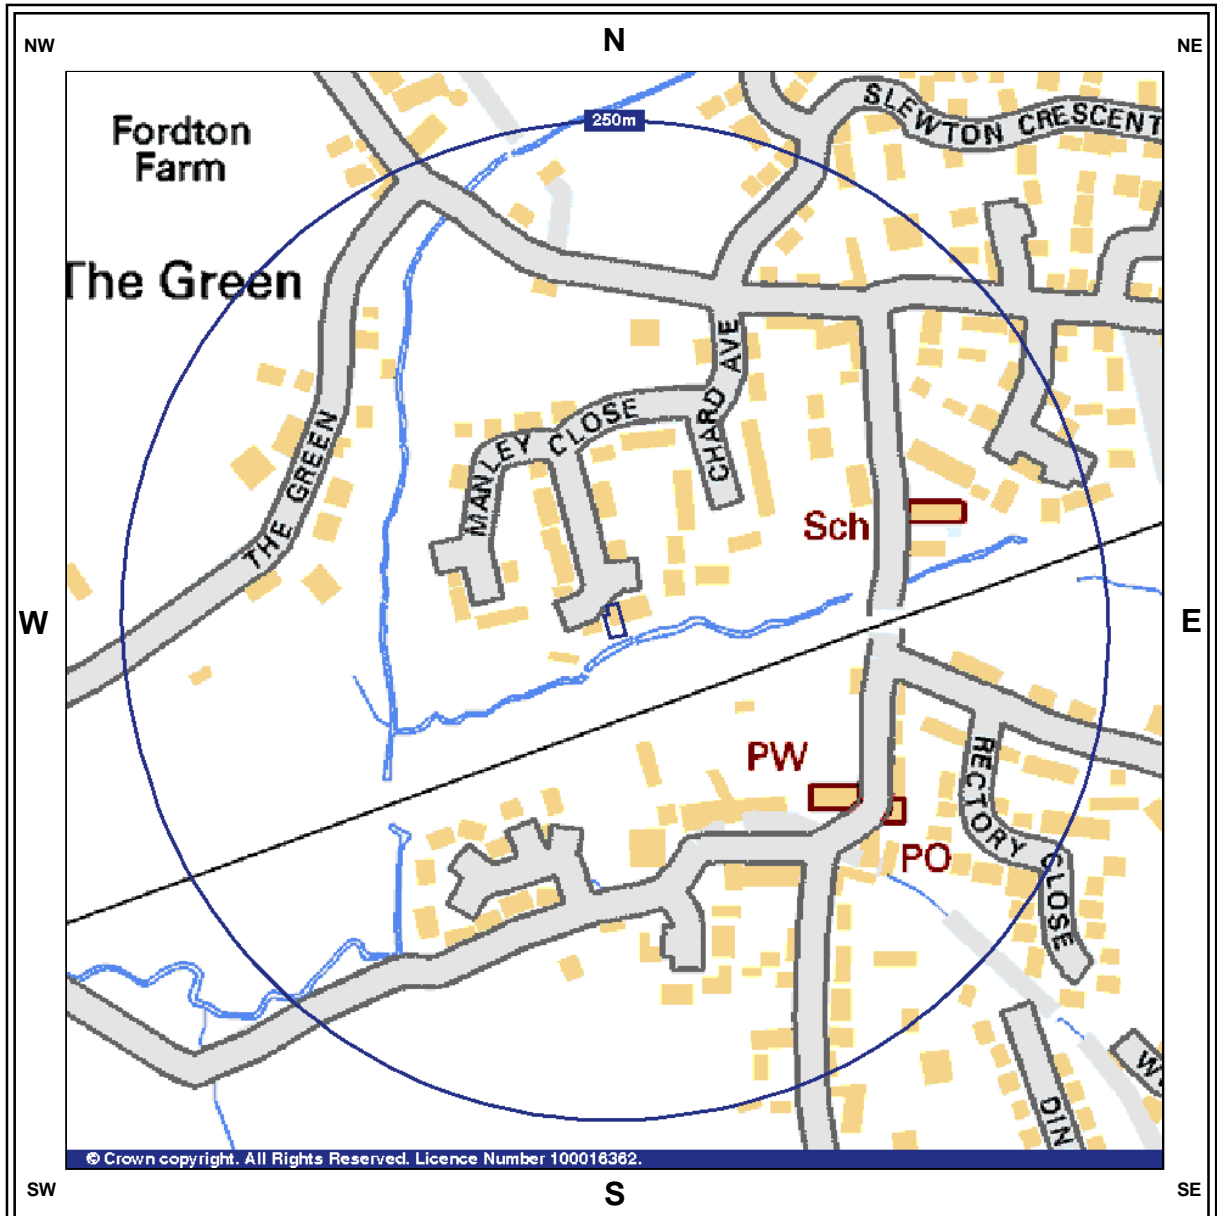 NW
N
NE
250m
SLEWTON CRESCENT
Fordton
Farm
The Green
CHARD AVE
MANLEY CLOSE
THE GREEN
Sch
W
E
PW
RECTORY CLOSE
PO
DIN
© Crown copyright. All Rights Reserved. Licence Number 100016362.
SW
S
SE